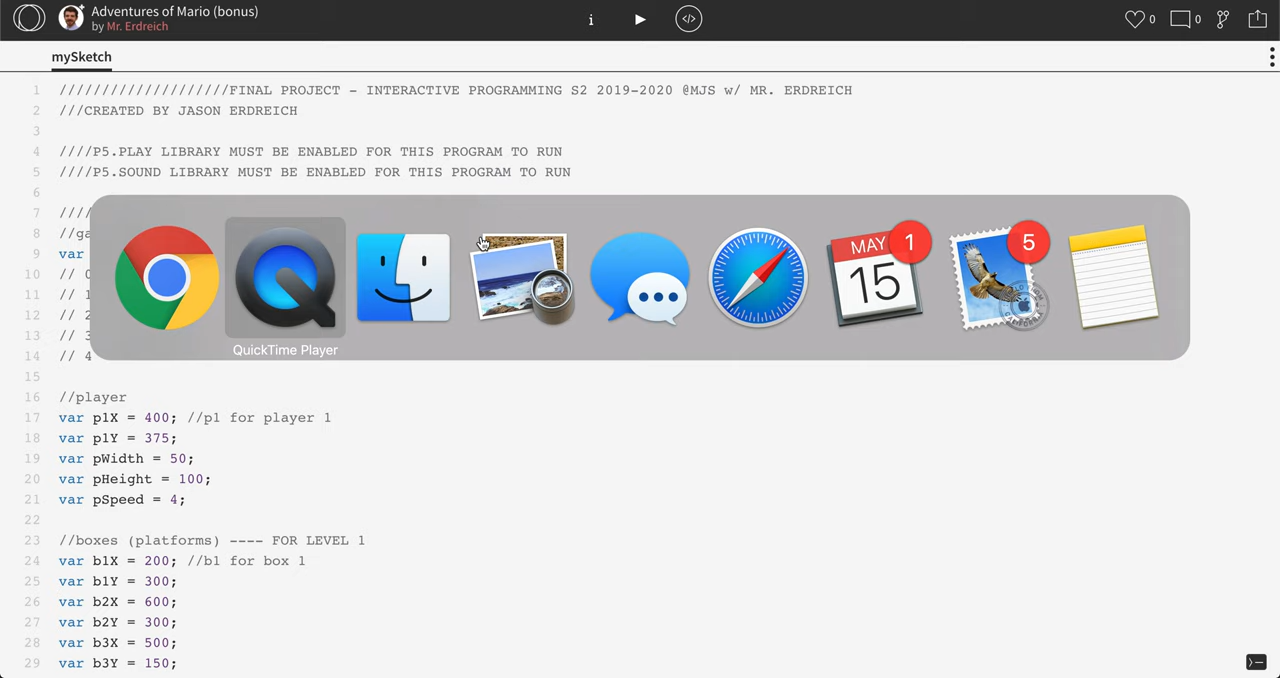 Adventures of Mario (bonus)
by Mr. Erdreich
i
</>
0
0
mySketch
1 ////////////////////FINAL PROJECT - INTERACTIVE PROGRAMMING S2 2019-2020 @MJS w/ MR. ERDREICH
2 ///CREATED BY JASON ERDREICH
3
4 ////P5.PLAY LIBRARY MUST BE ENABLED FOR THIS PROGRAM TO RUN
5 ////P5.SOUND LIBRARY MUST BE ENABLED FOR THIS PROGRAM TO RUN
6
7 ////
8 //ga
9 var
10 // 0
11 // 1
12 // 2
13 // 3
14 // 4
MAY
15
1
5
QuickTime Player
15
16 //player
17 var p1X = 400; //p1 for player 1
18 var p1Y = 375;
19 var pWidth = 50;
20 var pHeight = 100;
21 var pSpeed = 4;
22
23 //boxes (platforms) ---- FOR LEVEL 1
24 var b1X = 200; //b1 for box 1
25 var b1Y = 300;
26 var b2X = 600;
27 var b2Y = 300;
28 var b3X = 500;
29 var b3Y = 150;